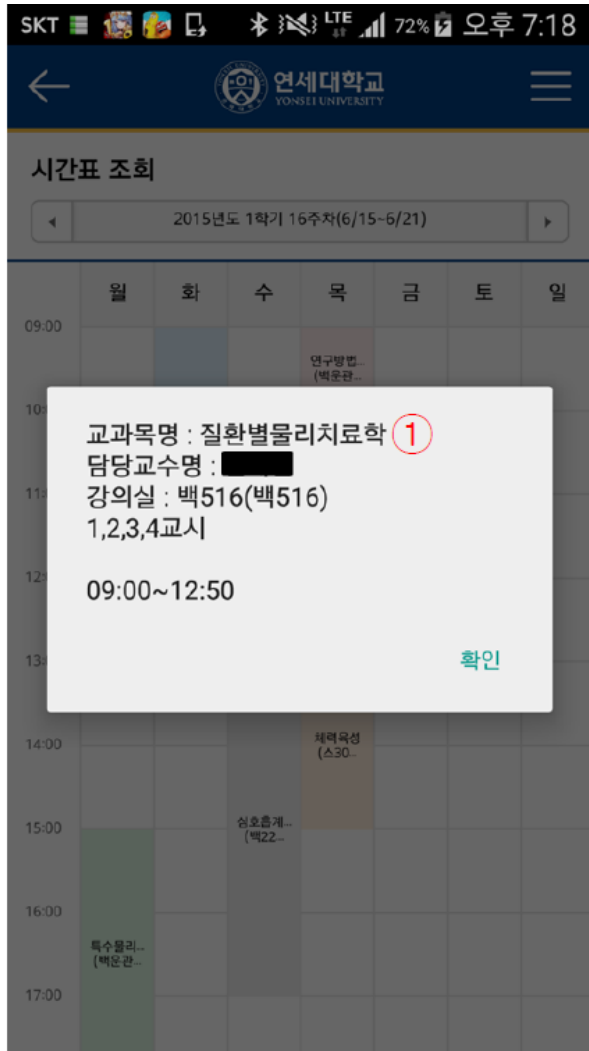 SKT LTE 72% 오후 7:18
연세대학교
YONSEI UNIVERSITY
시간표 조회
2015년도 1학기 16주차(6/15~6/21)
월 화 수 목 금 토 일
09:00
연구방법...
(백운관...
10:
교과목명 : 질환별물리치료학 ①
담당교수명 :
11:
강의실 : 백516(백516)
1,2,3,4교시
12:
09:00~12:50
13:
확인
14:00
체력육성
(스30...
15:00
심호흡계...
(백22...
16:00
특수물리...
(백운관...
17:00